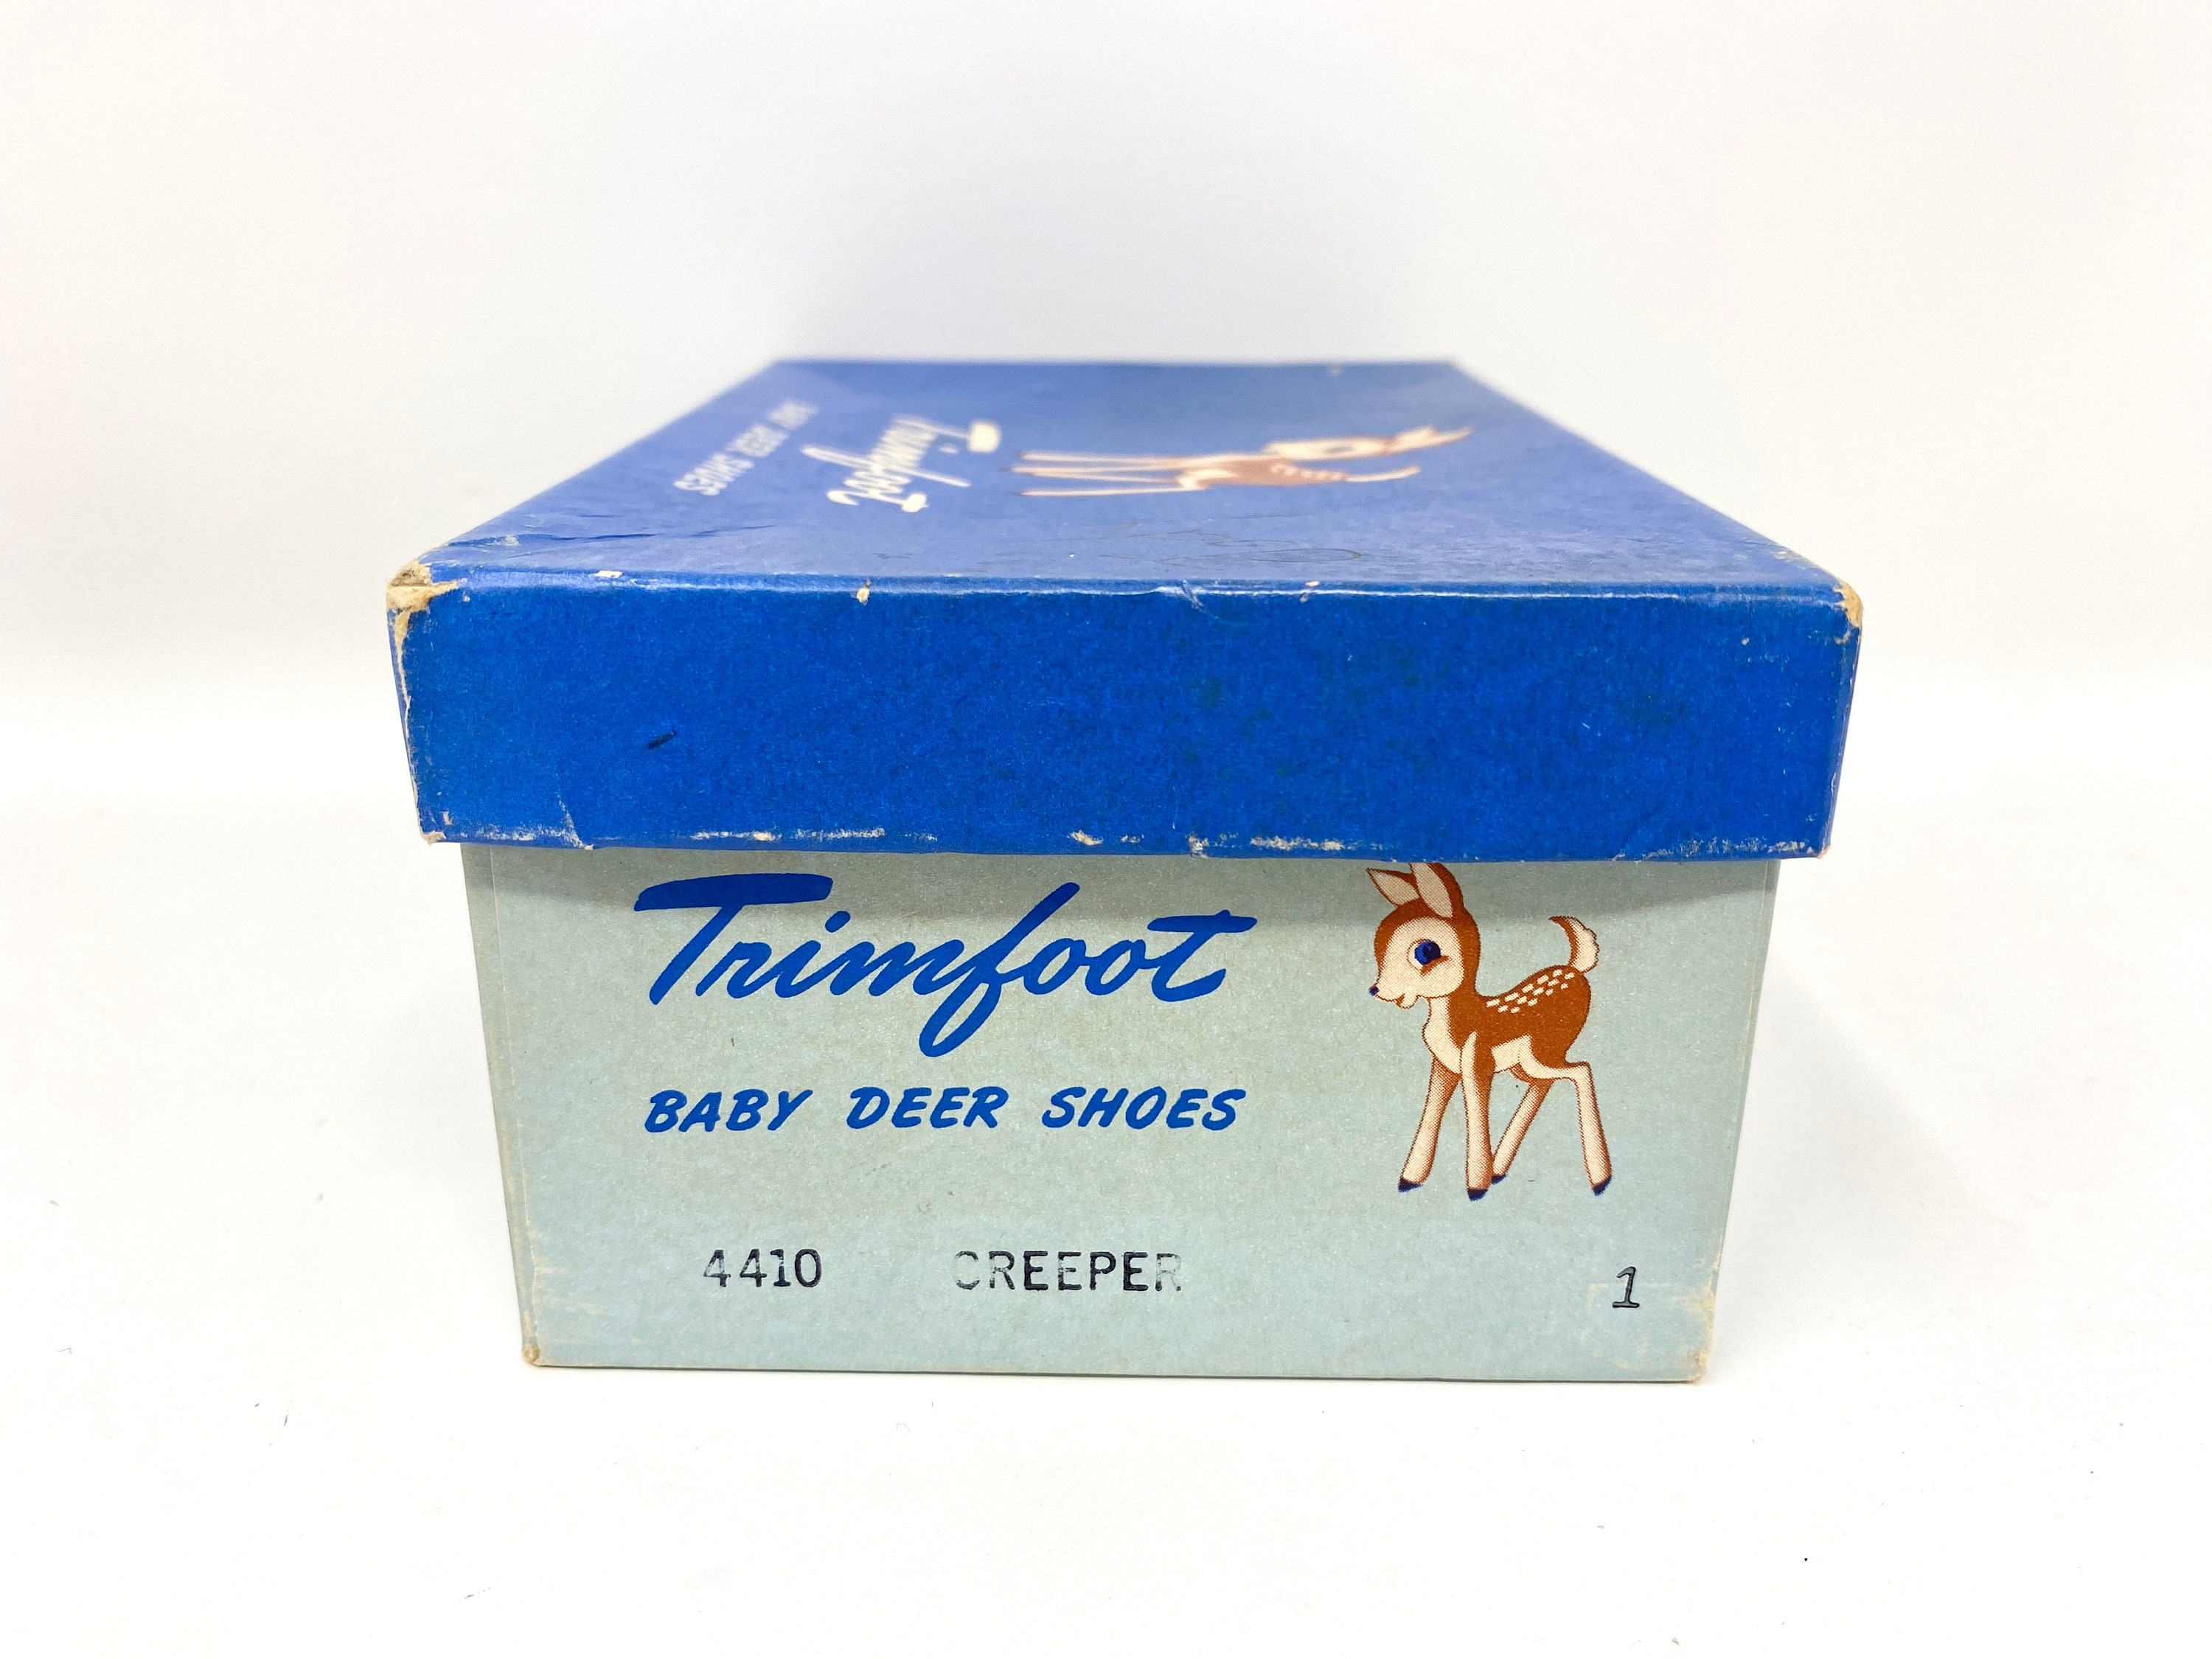 Trimfoot
BABY DEER SHOES
Trimfoot
BABY DEER SHOES
4410 CREEPER 1